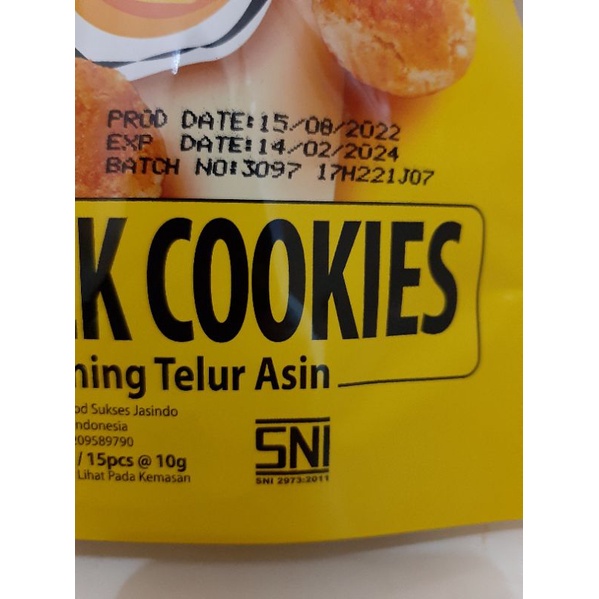 PROD DATE:15/08/2022
EXP DATE:14/02/2024
BATCH NO:3097 17H221J07
K COOKIES
ning Telur Asin
od Sukses Jasindo
ndonesia
209589790
/ 15pcs @ 10g
Lihat Pada Kemasan
SNI
SNI 2973:2011